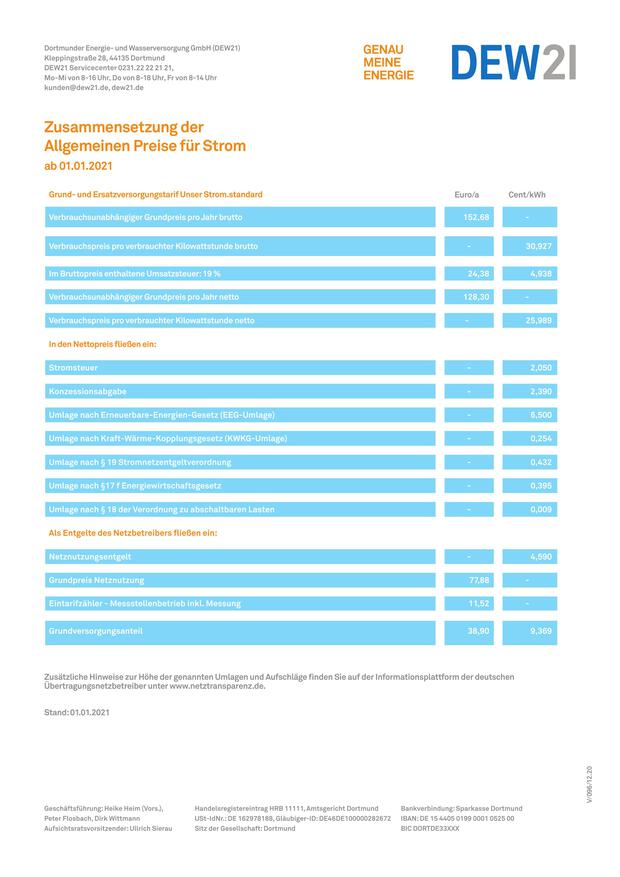 Dortmunder Energie- und Wasserversorgung GmbH (DEW21)
Kleppingstraße 28, 44135 Dortmund
DEW21 Servicecenter 0231.22 22 21 21,
Mo-Mi von 8-16 Uhr, Do von 8-18 Uhr, Fr von 8-14 Uhr
kunden@dew21.de, dew21.de
GENAU
MEINE
ENERGIE
DEW21
Zusammensetzung der
Allgemeinen Preise für Strom
ab 01.01.2021
Grund- und Ersatzversorgungstarif Unser Strom.standard Euro/a Cent/kWh
Verbrauchsunabhängiger Grundpreis pro Jahr brutto 152,68 -
Verbrauchspreis pro verbrauchter Kilowattstunde brutto - 30,927
Im Bruttopreis enthaltene Umsatzsteuer: 19 % 24,38 4,938
Verbrauchsunabhängiger Grundpreis pro Jahr netto 128,30 -
Verbrauchspreis pro verbrauchter Kilowattstunde netto - 25,989
In den Nettopreis fließen ein:
Stromsteuer - 2,050
Konzessionsabgabe - 2,390
Umlage nach Erneuerbare-Energien-Gesetz (EEG-Umlage) - 6,500
Umlage nach Kraft-Wärme-Kopplungsgesetz (KWKG-Umlage) - 0,254
Umlage nach § 19 Stromnetzentgeltverordnung - 0,432
Umlage nach §17 f Energiewirtschaftsgesetz - 0,395
Umlage nach § 18 der Verordnung zu abschaltbaren Lasten - 0,009
Als Entgelte des Netzbetreibers fließen ein:
Netznutzungsentgelt - 4,590
Grundpreis Netznutzung 77,88 -
Eintarifzähler - Messstellenbetrieb inkl. Messung 11,52 -
Grundversorgungsanteil 38,90 9,369
Zusätzliche Hinweise zur Höhe der genannten Umlagen und Aufschläge finden Sie auf der Informationsplattform der deutschen
Übertragungsnetzbetreiber unter www.netztransparenz.de.
Stand: 01.01.2021
V/096/12.20
Geschäftsführung: Heike Heim (Vors.),
Peter Flosbach, Dirk Wittmann
Aufsichtsratsvorsitzender: Ullrich Sierau
Handelsregistereintrag HRB 11111, Amtsgericht Dortmund
USt-IdNr.: DE 162978188, Gläubiger-ID: DE46DE100000282672
Sitz der Gesellschaft: Dortmund
Bankverbindung: Sparkasse Dortmund
IBAN: DE 15 4405 0199 0001 0525 00
BIC DORTDE33XXX